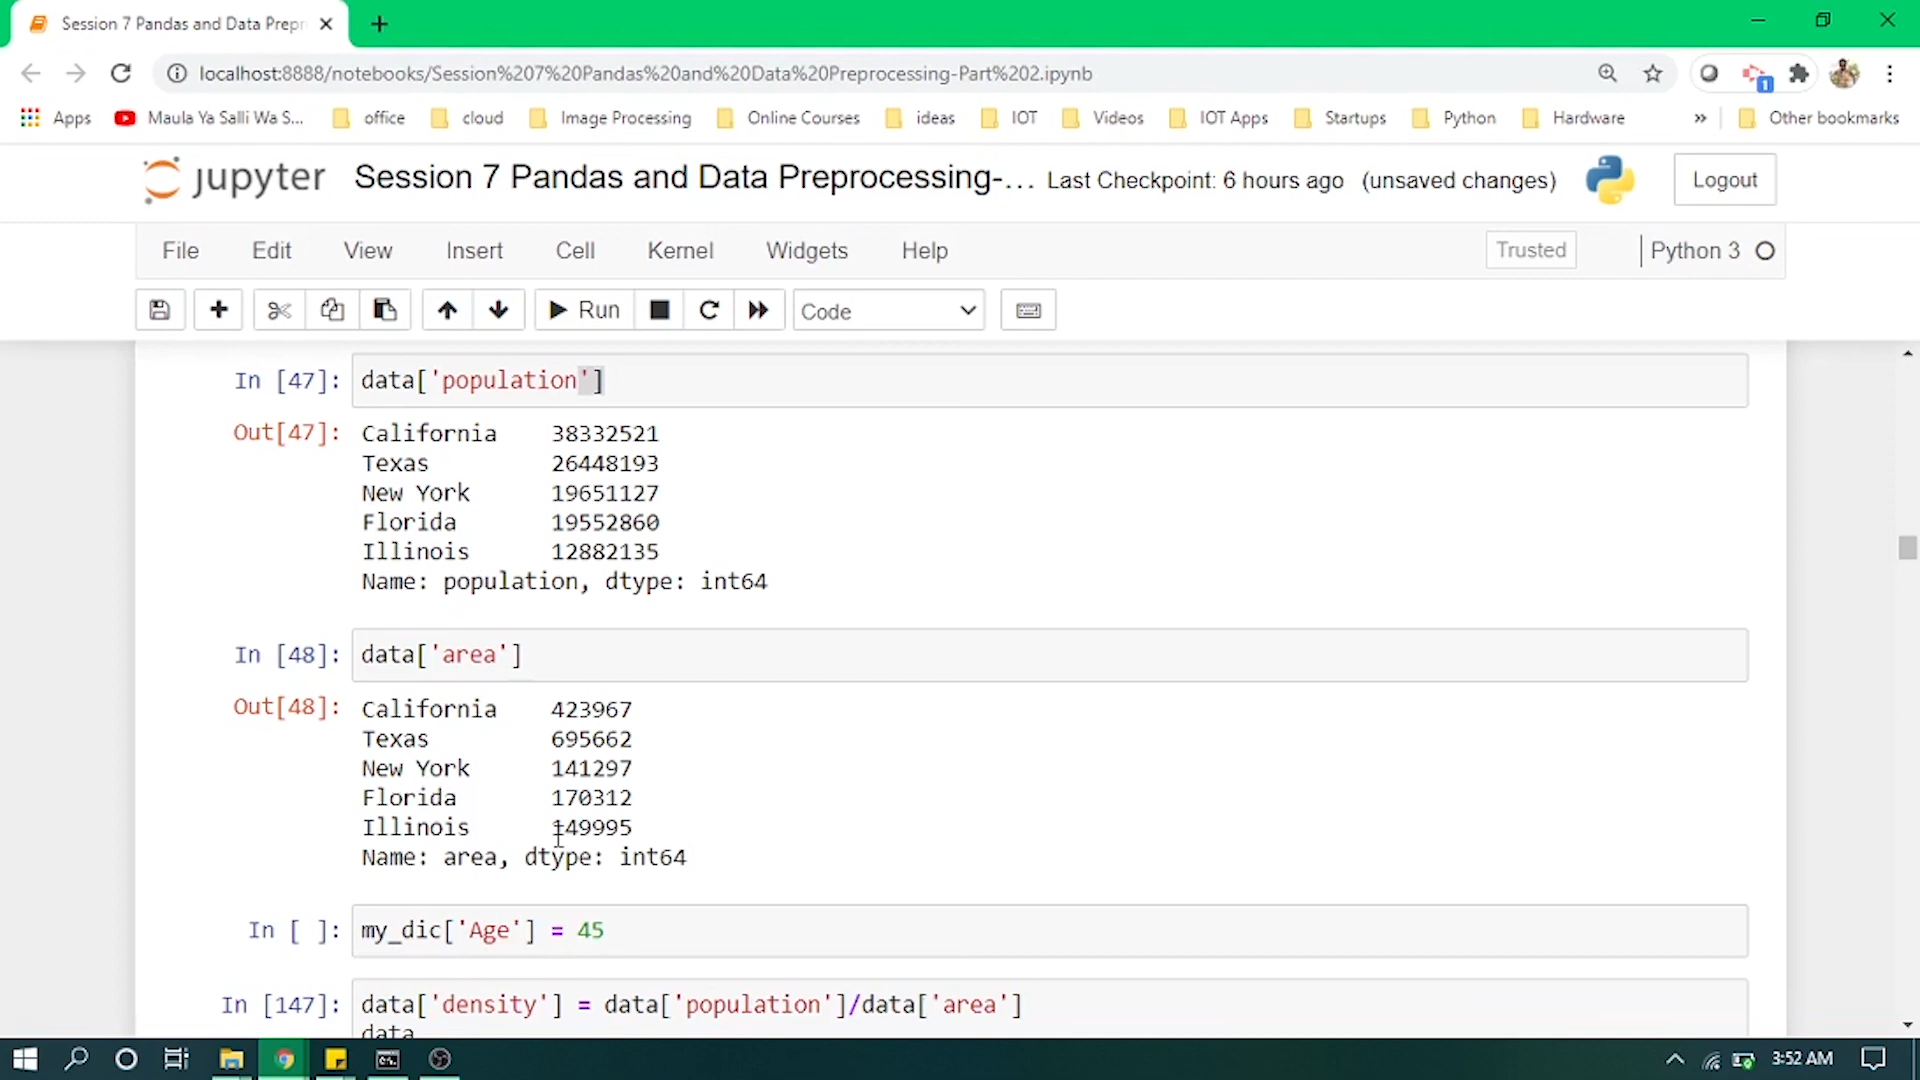 Session 7 Pandas and Data Prepr
localhost:8888/notebooks/Session%207%20Pandas%20and%20Data%20Preprocessing-Part%202.ipynb
1
Apps Maula Ya Salli Wa S... office cloud Image Processing Online Courses ideas IOT Videos IOT Apps Startups Python Hardware » Other bookmarks
jupyter Session 7 Pandas and Data Preprocessing-... Last Checkpoint: 6 hours ago (unsaved changes) Logout
File Edit View Insert Cell Kernel Widgets Help Trusted Python 3
Run Code
In [47]: data['population']
Out[47]: California 38332521
Texas 26448193
New York 19651127
Florida 19552860
Illinois 12882135
Name: population, dtype: int64
In [48]: data['area']
Out[48]: California 423967
Texas 695662
New York 141297
Florida 170312
Illinois 149995
Name: area, dtype: int64
In [ ]: my_dic['Age'] = 45
In [147]: data['density'] = data['population']/data['area']
data
3:52 AM